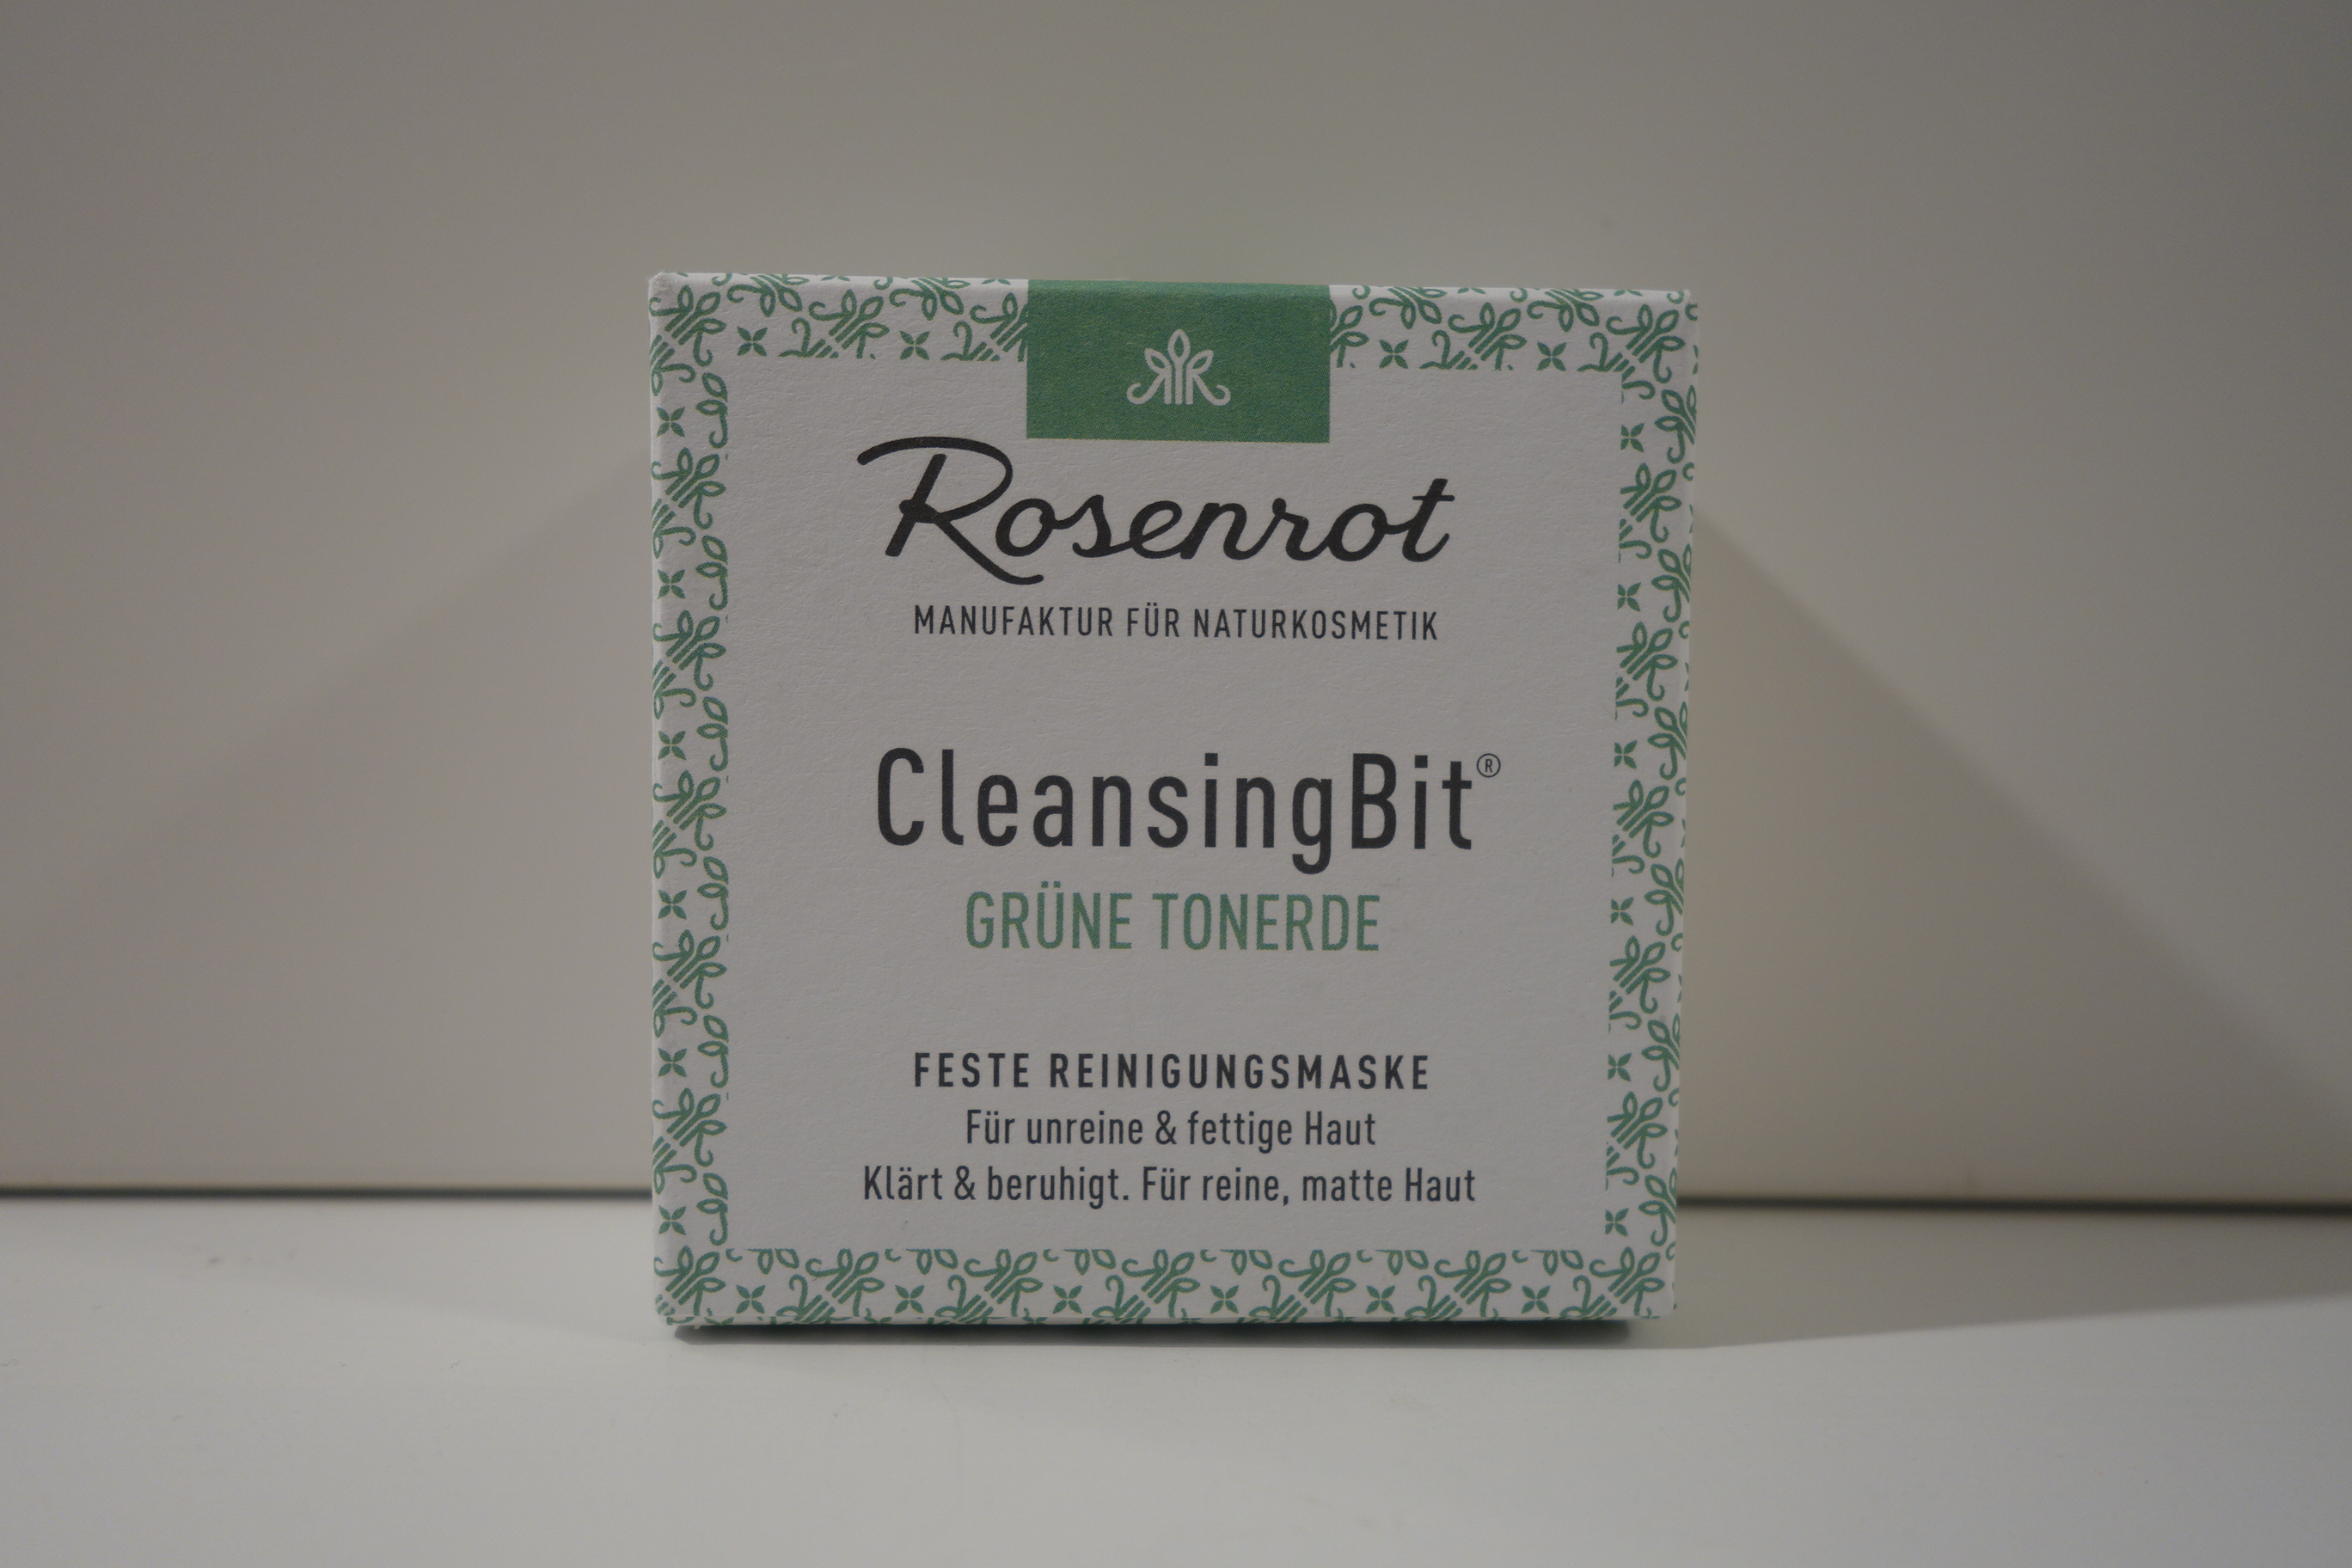 Rosenrot
MANUFAKTUR FÜR NATURKOSMETIK
CleansingBit®
GRÜNE TONERDE
FESTE REINIGUNGSMASKE
Für unreine & fettige Haut
Klärt & beruhigt. Für reine, matte Haut